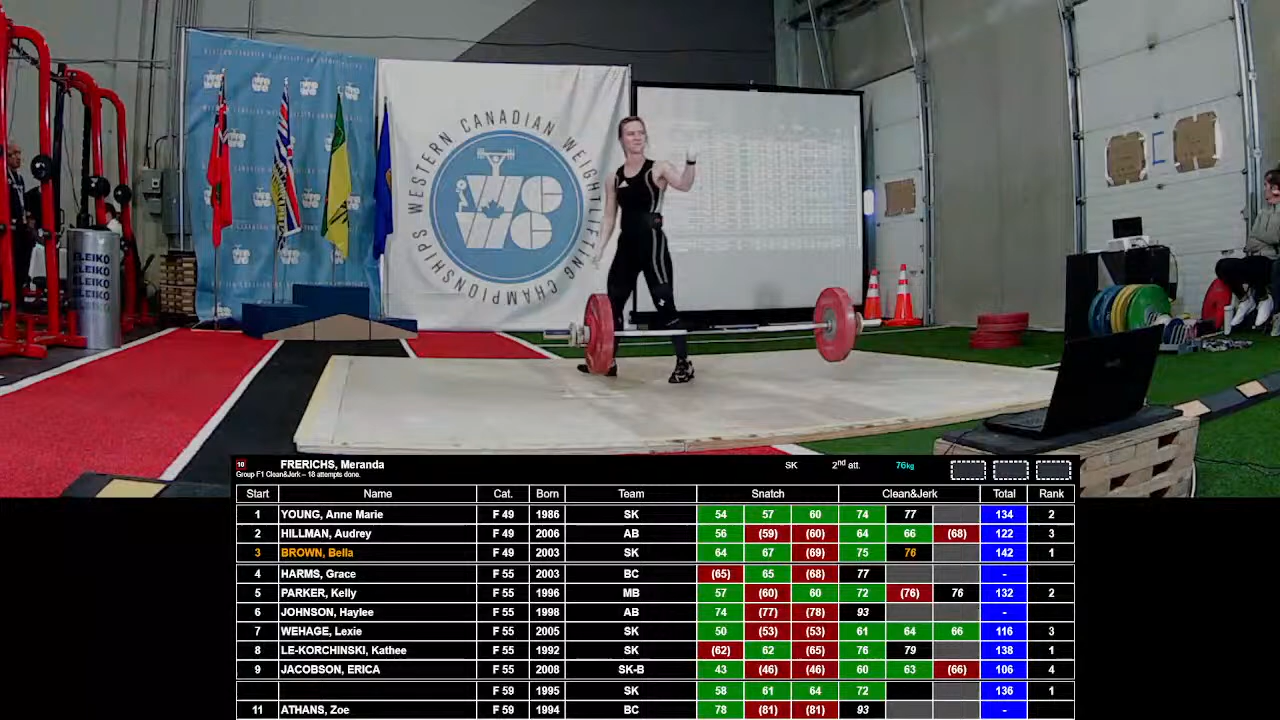 WESTERN CANADIAN WEIGHTLIFTING CHAMPIONSHIPS
WC
WC
ELEIKO
ELEIKO
ELEIKO
ELEIKO
C
10 FRERICHS, Meranda SK 2nd att. 76kg
Group F1 Clean&Jerk – 18 attempts done.
Start Name Cat. Born Team Snatch Clean&Jerk Total Rank
1 YOUNG, Anne Marie F 49 1986 SK 54 57 60 74 77 134 2
2 HILLMAN, Audrey F 49 2006 AB 56 (59) (60) 64 66 (68) 122 3
3 BROWN, Bella F 49 2003 SK 64 67 (69) 75 76 142 1
4 HARMS, Grace F 55 2003 BC (65) 65 (68) 77 -
5 PARKER, Kelly F 55 1996 MB 57 (60) 60 72 (76) 76 132 2
6 JOHNSON, Haylee F 55 1998 AB 74 (77) (78) 93 -
7 WEHAGE, Lexie F 55 2005 SK 50 (53) (53) 61 64 66 116 3
8 LE-KORCHINSKI, Kathee F 55 1992 SK (62) 62 (65) 76 79 138 1
9 JACOBSON, ERICA F 55 2008 SK-B 43 (46) (46) 60 63 (66) 106 4
F 59 1995 SK 58 61 64 72 136 1
11 ATHANS, Zoe F 59 1994 BC 78 (81) (81) 93 -